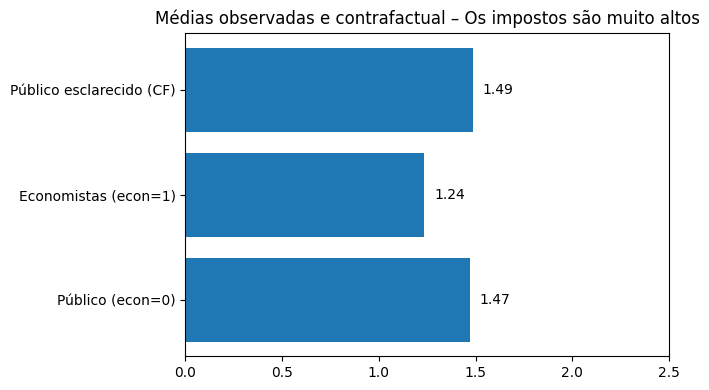 Médias observadas e contrafactual – Os impostos são muito altos
Público esclarecido (CF)
1.49
Economistas (econ=1)
1.24
Público (econ=0)
1.47
0.0 0.5 1.0 1.5 2.0 2.5